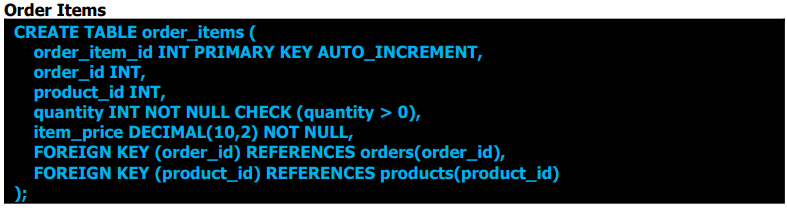 Order Items
CREATE TABLE order_items (
order_item_id INT PRIMARY KEY AUTO_INCREMENT,
order_id INT,
product_id INT,
quantity INT NOT NULL CHECK (quantity > 0),
item_price DECIMAL(10,2) NOT NULL,
FOREIGN KEY (order_id) REFERENCES orders(order_id),
FOREIGN KEY (product_id) REFERENCES products(product_id)
);